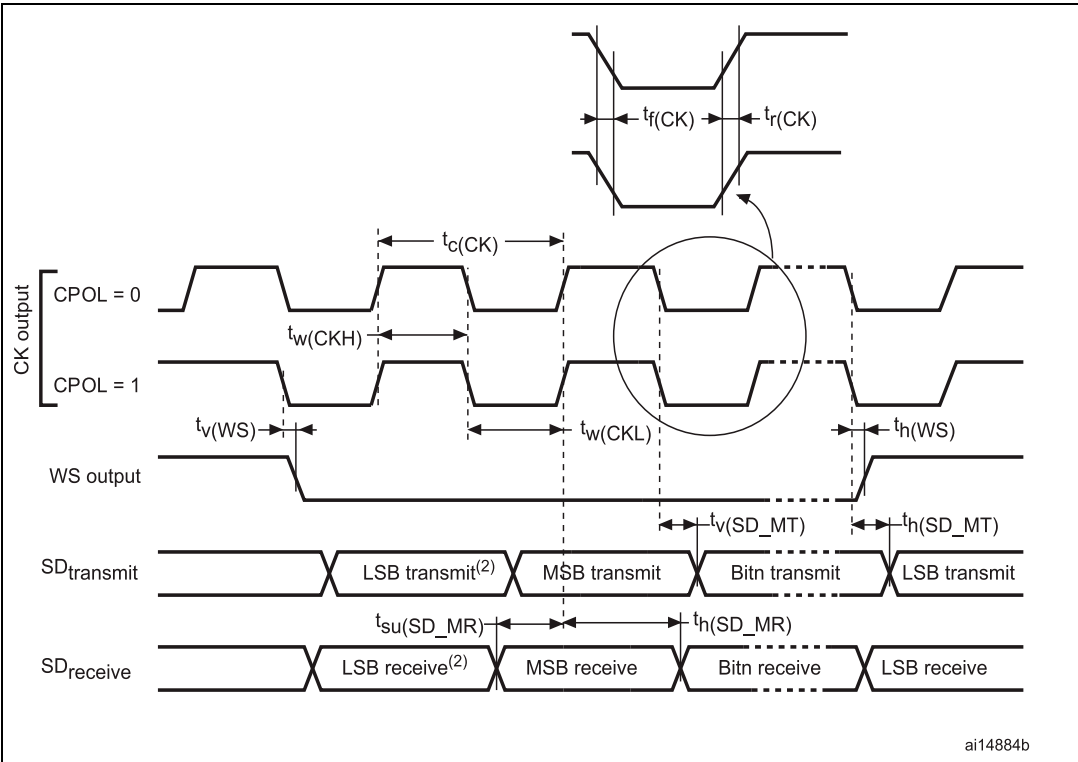 tf(CK)
tr(CK)
tc(CK)
CK output
CPOL = 0
tw(CKH)
CPOL = 1
tv(WS)
tw(CKL)
th(WS)
WS output
tv(SD_MT)
th(SD_MT)
SDtransmit
LSB transmit(2)
MSB transmit
Bitn transmit
LSB transmit
tsu(SD_MR)
th(SD_MR)
SDreceive
LSB receive(2)
MSB receive
Bitn receive
LSB receive
ai14884b